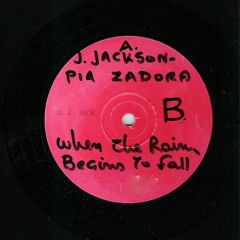 A.
J. JACKSON-
PIA ZADORA
B.
When the Rain
Begins To Fall